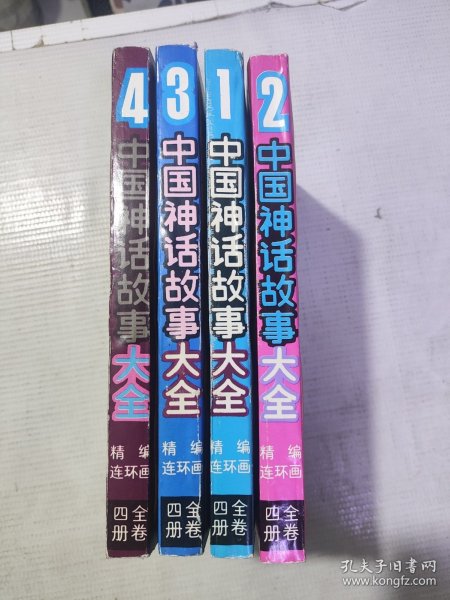 4
中国神话故事大全
精编
连环画
全卷
四册
3
中国神话故事大全
精编
连环画
全卷
四册
1
中国神话故事大全
精编
连环画
全卷
四册
2
中国神话故事大全
精编
连环画
全卷
四册
孔夫子旧书网
www.kongfz.com